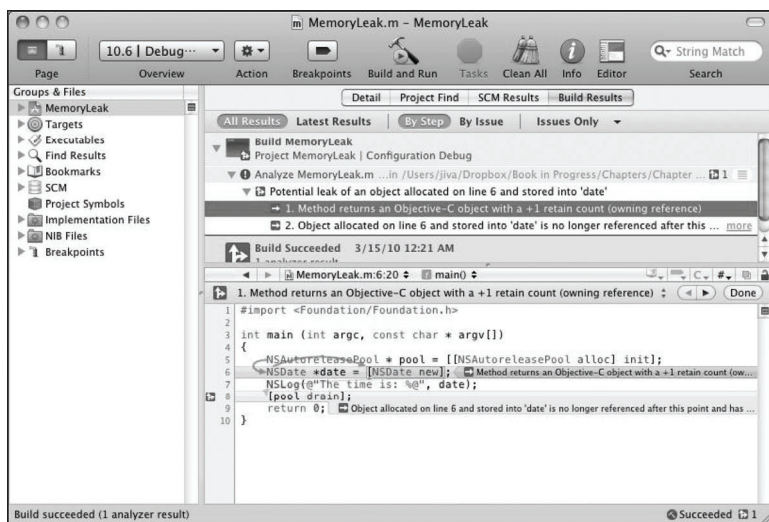 MemoryLeak.m – MemoryLeak
10.6 | Debug...
String Match
Page
Overview
Action
Breakpoints
Build and Run
Tasks
Clean All
Info
Editor
Search
Groups & Files
MemoryLeak
Targets
Executables
Find Results
Bookmarks
SCM
Project Symbols
Implementation Files
NIB Files
Breakpoints
Detail Project Find SCM Results Build Results
All Results Latest Results By Step By Issue Issues Only
Build MemoryLeak
Project MemoryLeak | Configuration Debug
Analyze MemoryLeak.m ...in /Users/jiva/Dropbox/Book in Progress/Chapters/Chapter ... 1
Potential leak of an object allocated on line 6 and stored into 'date'
1. Method returns an Objective-C object with a +1 retain count (owning reference)
2. Object allocated on line 6 and stored into 'date' is no longer referenced after this ... more
Build Succeeded 3/15/10 12:21 AM
1 analyzer result
MemoryLeak.m:6:20 main() C #
1. Method returns an Objective-C object with a +1 retain count (owning reference) Done
1 #import <Foundation/Foundation.h>
2
3 int main (int argc, const char * argv[])
4 {
5 NSAutoreleasePool * pool = [[NSAutoreleasePool alloc] init];
6 NSDate *date = [NSDate new]; Method returns an Objective-C object with a +1 retain count (ow...
7 NSLog(@"The time is: %@", date);
8 [pool drain];
9 return 0; Object allocated on line 6 and stored into 'date' is no longer referenced after this point and has ...
10 }
Build succeeded (1 analyzer result)
Succeeded 1